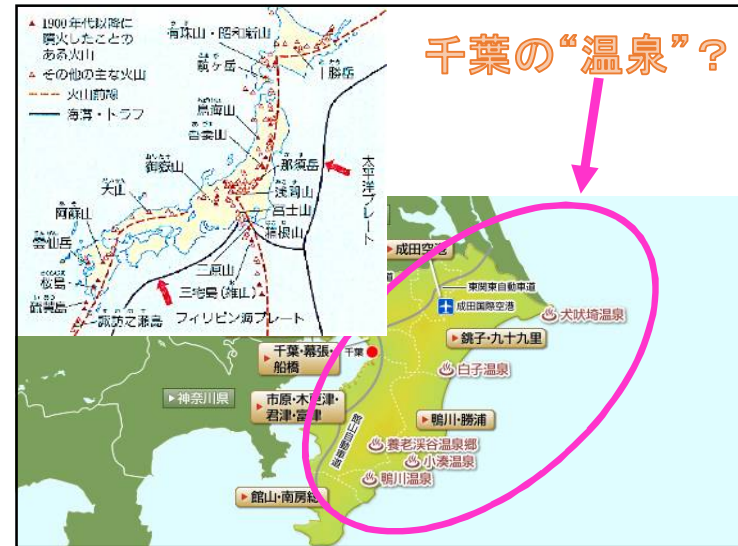 千葉の“温泉”？
▲ 1900年代以降に
噴火したことの
ある火山
▲ その他の主な火山
火山前線
海溝・トラフ
有珠山・昭和新山
駒ヶ岳
十勝岳
鳥海山
吾妻山
御嶽山
那須岳
大山
浅間山
阿蘇山
富士山
雲仙岳
箱根山
桜島
三原山
硫黄島
三宅島(雄山)
諏訪之瀬島
フィリピン海プレート
太平洋プレート
成田空港
東関東自動車道
成田国際空港
犬吠埼温泉
銚子・九十九里
千葉・幕張・
船橋
千葉
白子温泉
神奈川県
市原・木更津・
君津・富津
館山自動車道
鴨川・勝浦
養老渓谷温泉郷
小湊温泉
鴨川温泉
館山・南房総